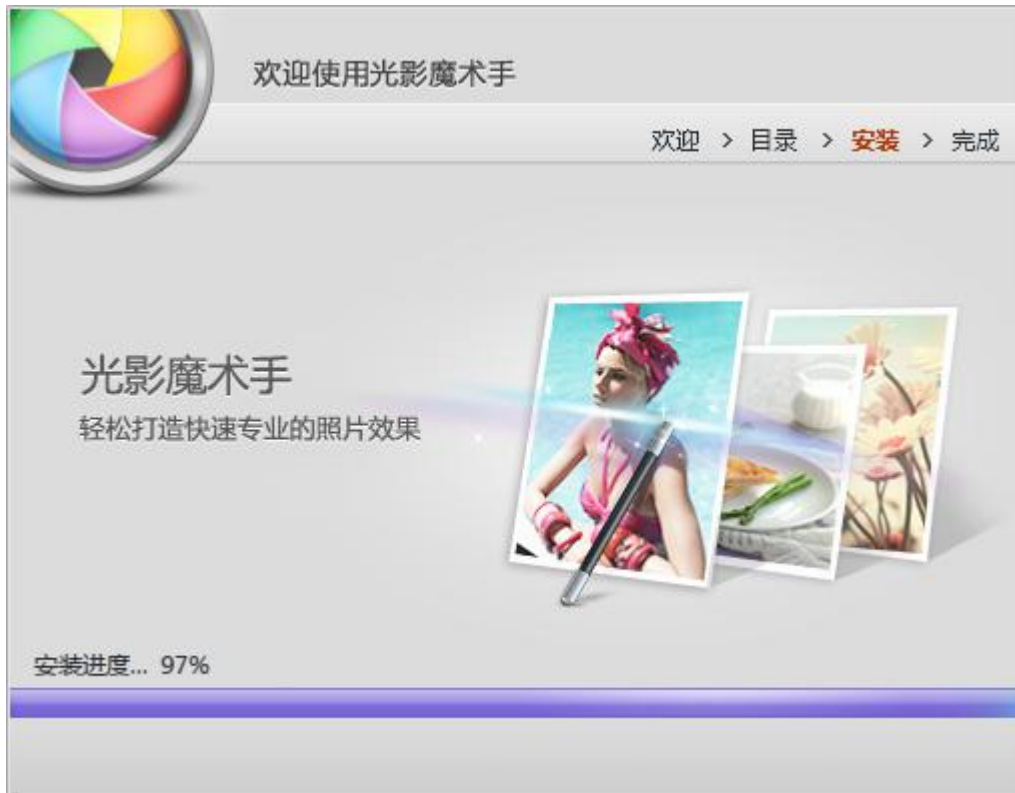 欢迎使用光影魔术手
欢迎 > 目录 > 安装 > 完成
光影魔术手
轻松打造快速专业的照片效果
安装进度... 97%